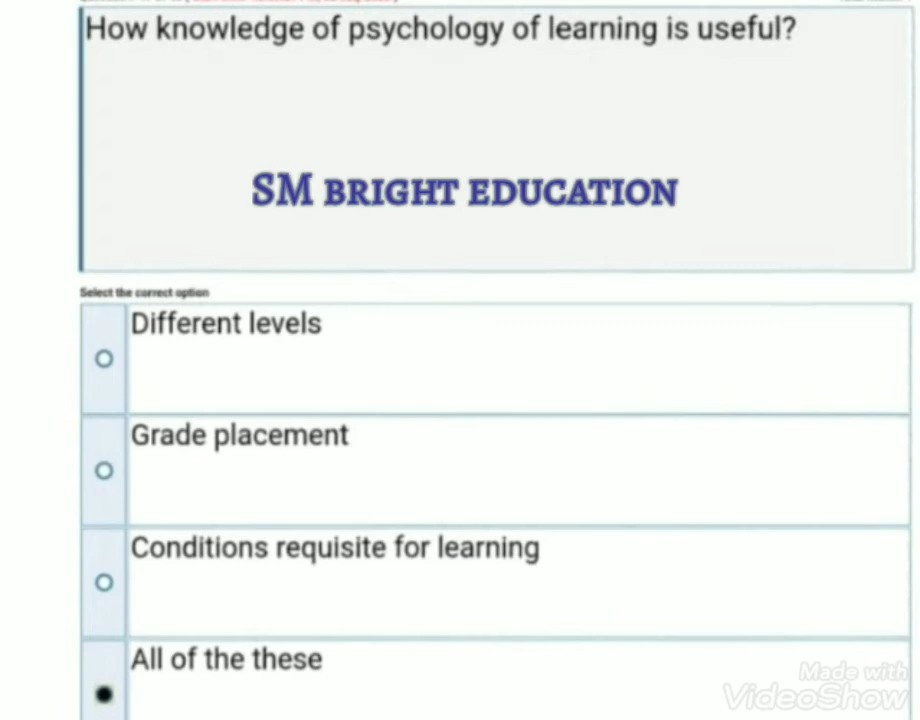 How knowledge of psychology of learning is useful?
SM BRIGHT EDUCATION
Select the correct option
Different levels
Grade placement
Conditions requisite for learning
All of the these
Made with
VideoShow